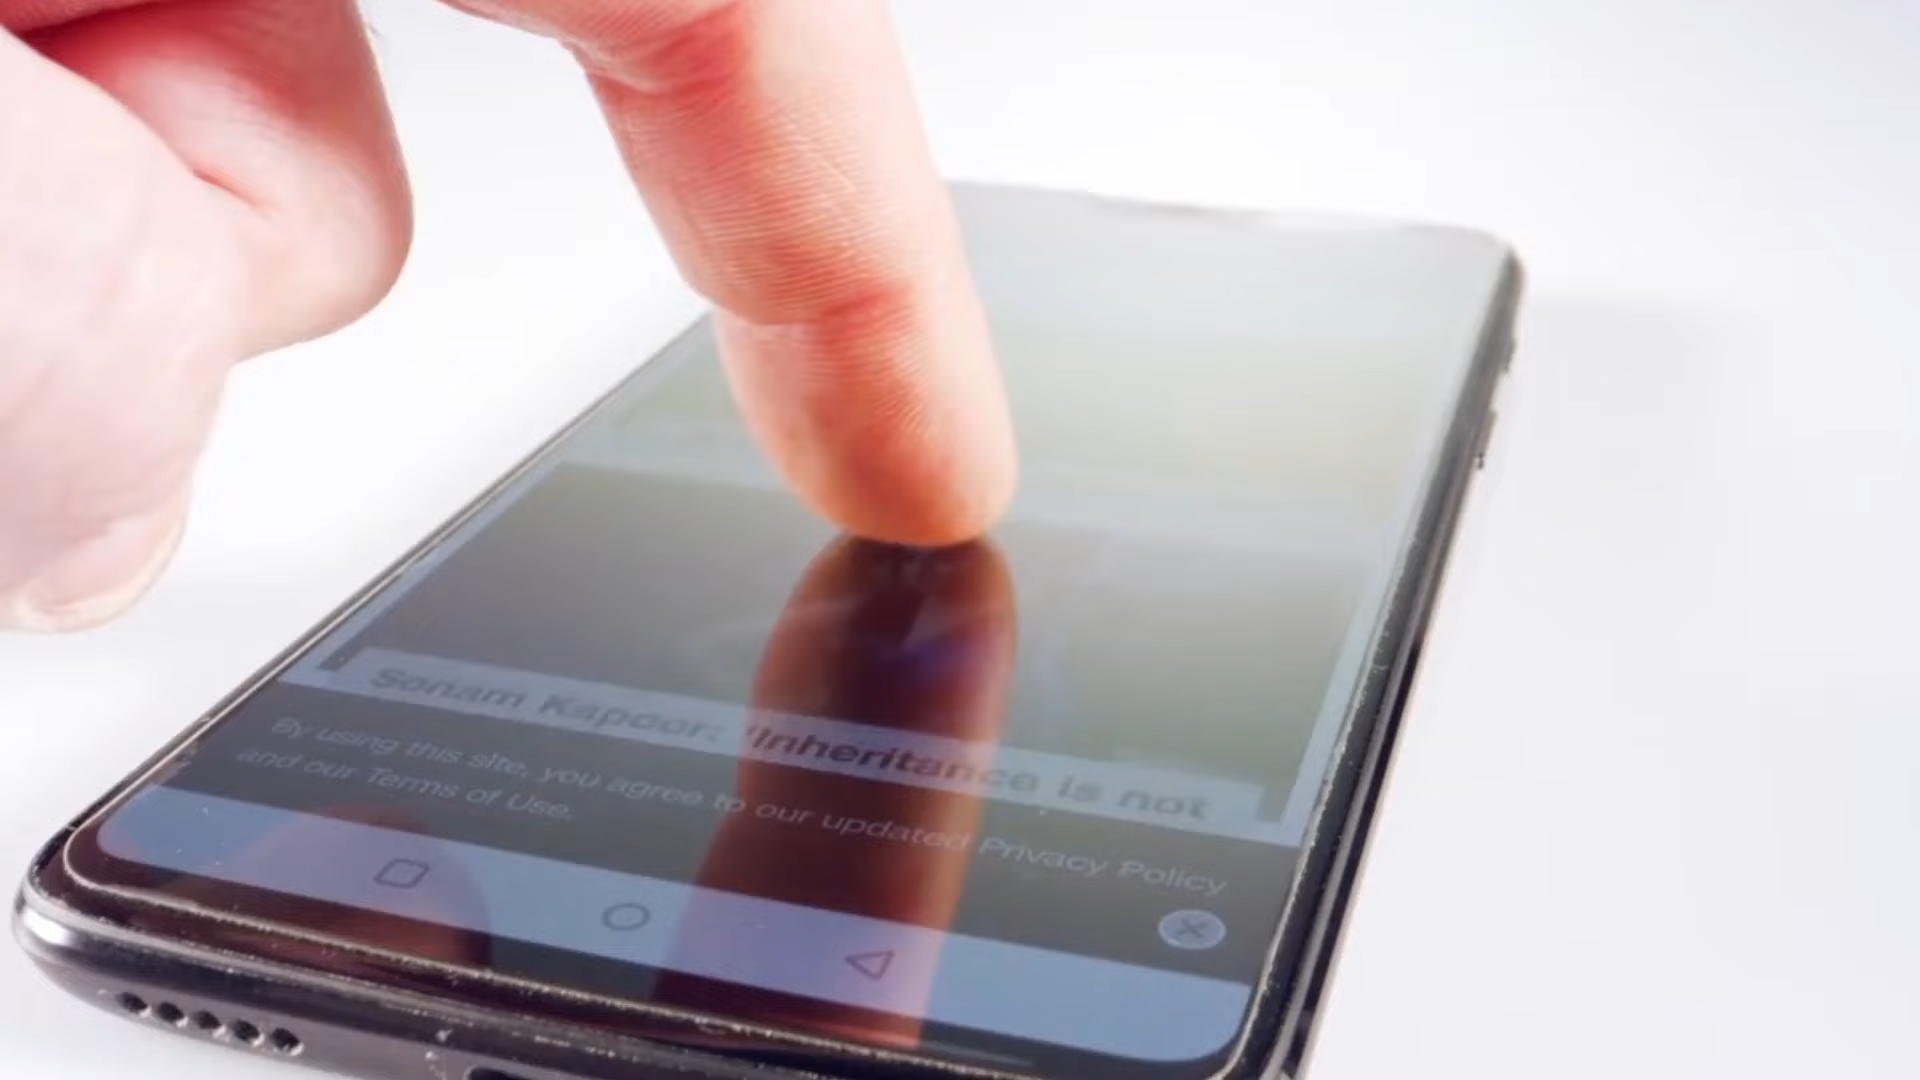 Sonam Kapoor: 'Inheritance is not
By using this site, you agree to our updated Privacy Policy
and our Terms of Use.